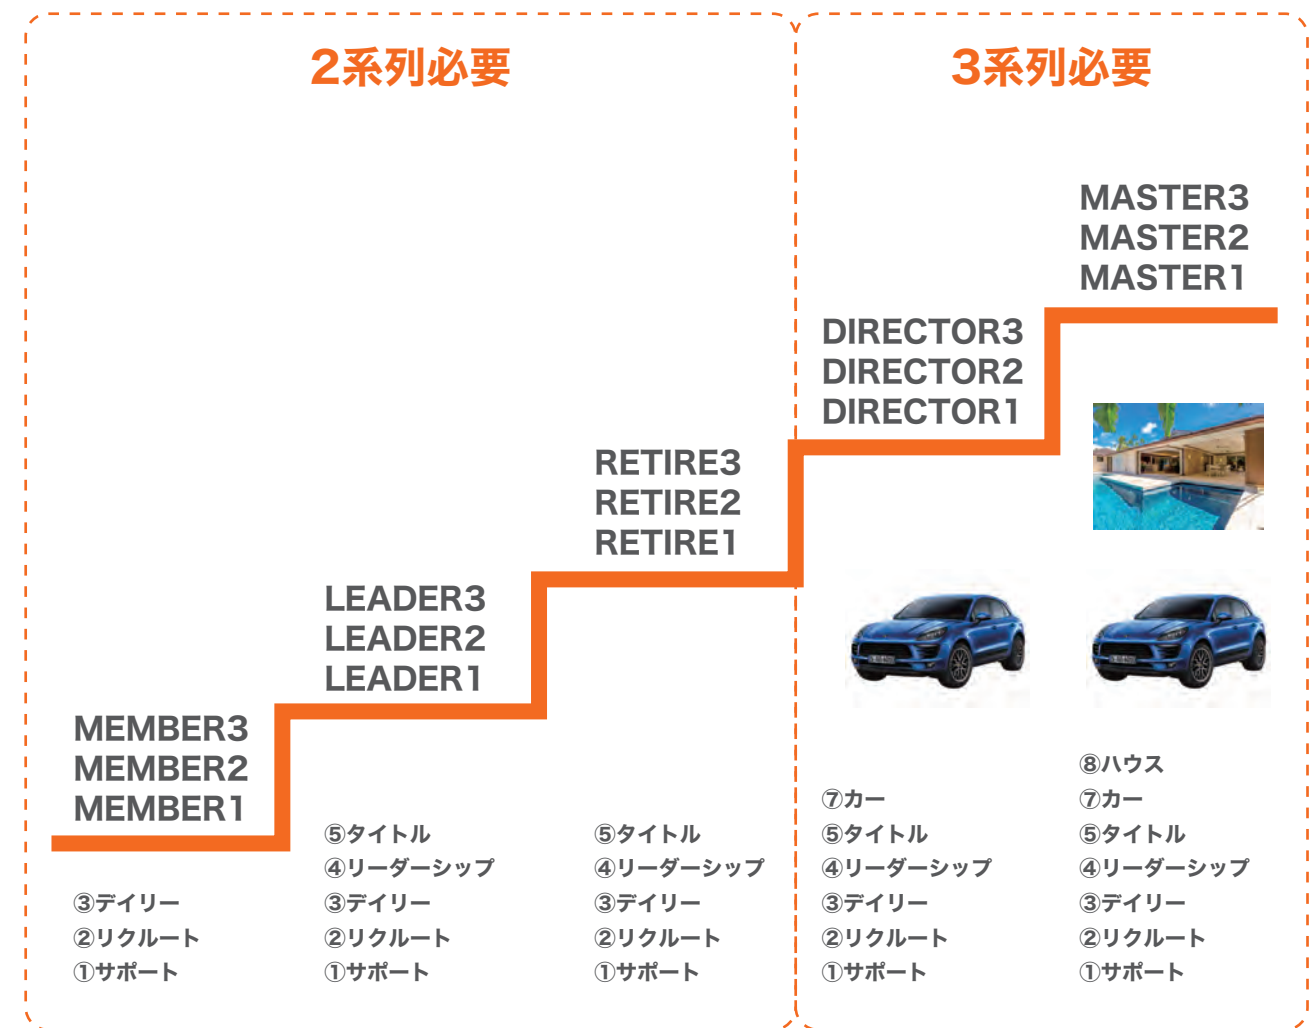 2系列必要
3系列必要
MEMBER3
MEMBER2
MEMBER1
③デイリー
②リクルート
①サポート
LEADER3
LEADER2
LEADER1
⑤タイトル
④リーダーシップ
③デイリー
②リクルート
①サポート
RETIRE3
RETIRE2
RETIRE1
⑤タイトル
④リーダーシップ
③デイリー
②リクルート
①サポート
DIRECTOR3
DIRECTOR2
DIRECTOR1
⑦カー
⑤タイトル
④リーダーシップ
③デイリー
②リクルート
①サポート
MASTER3
MASTER2
MASTER1
⑧ハウス
⑦カー
⑤タイトル
④リーダーシップ
③デイリー
②リクルート
①サポート